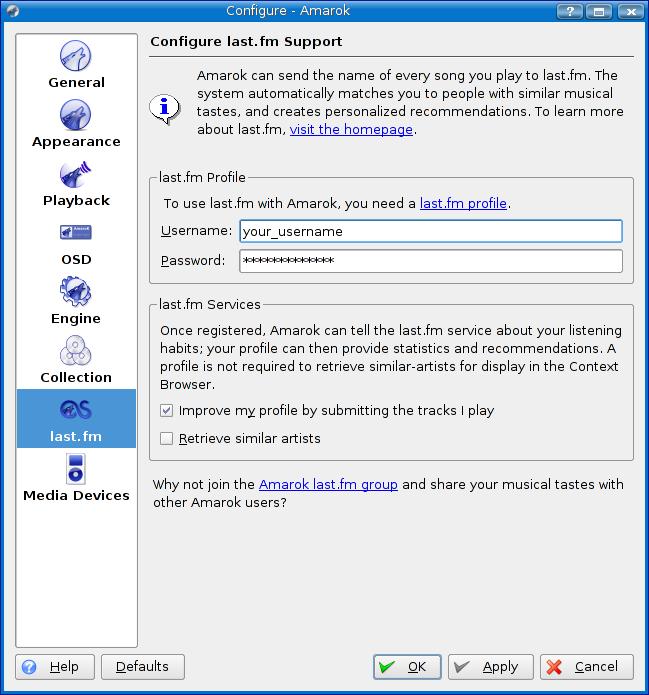 Configure - Amarok
General
Appearance
Playback
OSD
Engine
Collection
last.fm
Media Devices
Configure last.fm Support
Amarok can send the name of every song you play to last.fm. The
system automatically matches you to people with similar musical
tastes, and creates personalized recommendations. To learn more
about last.fm, visit the homepage.
last.fm Profile
To use last.fm with Amarok, you need a last.fm profile.
Username: your_username
Password: *************
last.fm Services
Once registered, Amarok can tell the last.fm service about your listening
habits; your profile can then provide statistics and recommendations. A
profile is not required to retrieve similar-artists for display in the Context
Browser.
Improve my profile by submitting the tracks I play
Retrieve similar artists
Why not join the Amarok last.fm group and share your musical tastes with
other Amarok users?
Help Defaults OK Apply Cancel